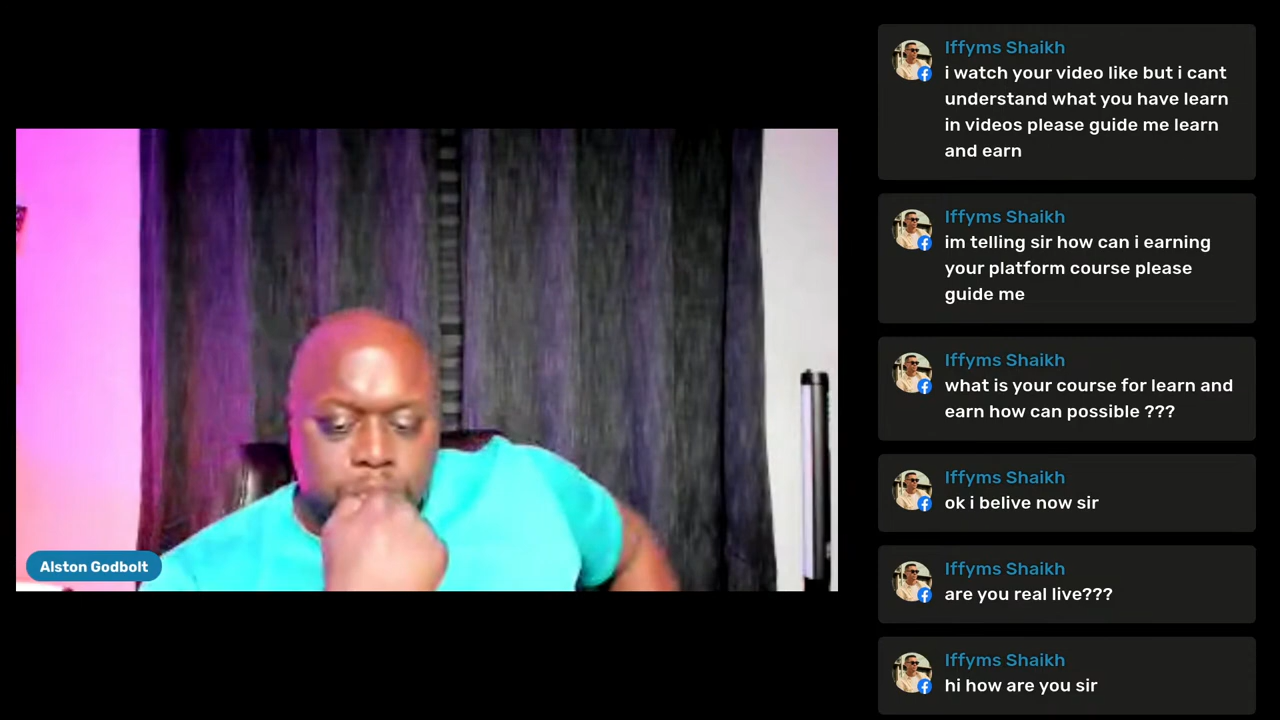 Alston Godbolt
Iffyms Shaikh
i watch your video like but i cant
understand what you have learn
in videos please guide me learn
and earn
Iffyms Shaikh
im telling sir how can i earning
your platform course please
guide me
Iffyms Shaikh
what is your course for learn and
earn how can possible ???
Iffyms Shaikh
ok i belive now sir
Iffyms Shaikh
are you real live???
Iffyms Shaikh
hi how are you sir